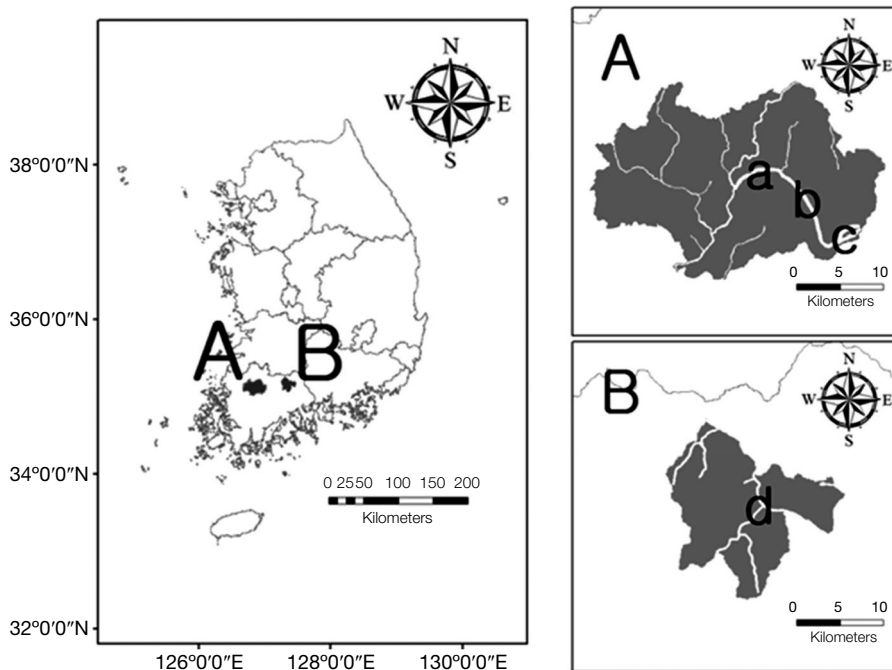 N
W E
S
38°0′0″N
36°0′0″N
34°0′0″N
32°0′0″N
A B
0 25 50 100 150 200
Kilometers
126°0′0″E 128°0′0″E 130°0′0″E
A
N
W E
S
a
b
c
0 5 10
Kilometers
B
N
W E
S
d
0 5 10
Kilometers